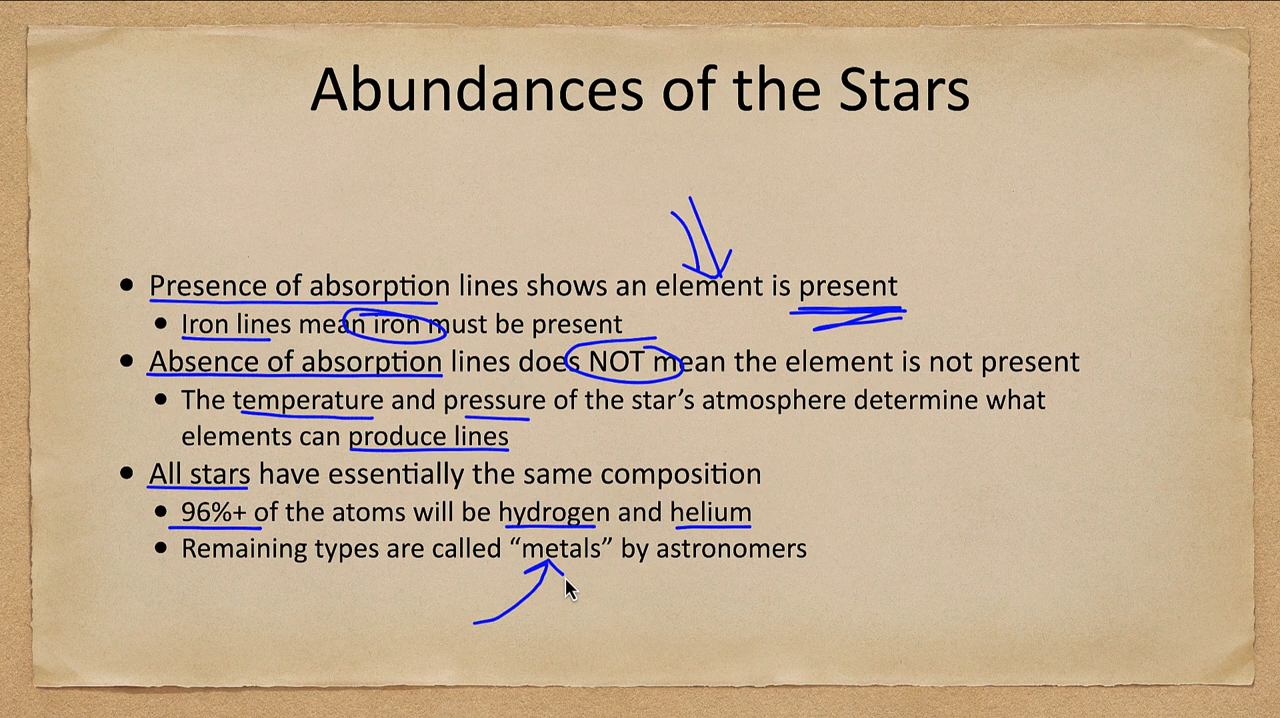 Abundances of the Stars
• Presence of absorption lines shows an element is present
• Iron lines mean iron must be present
• Absence of absorption lines does NOT mean the element is not present
• The temperature and pressure of the star’s atmosphere determine what
elements can produce lines
• All stars have essentially the same composition
• 96%+ of the atoms will be hydrogen and helium
• Remaining types are called “metals” by astronomers